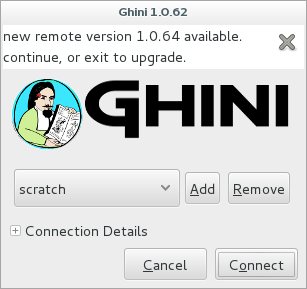 Ghini 1.0.62
new remote version 1.0.64 available.
continue, or exit to upgrade.
GHINI
scratch
Add
Remove
Connection Details
Cancel
Connect